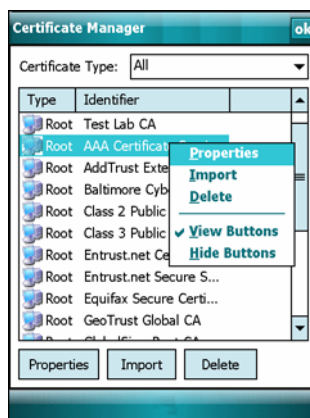 Certificate Manager ok
Certificate Type: All
Type Identifier
Root Test Lab CA
Root AAA Certificate
Root AddTrust Exte
Root Baltimore Cyb
Root Class 2 Public
Root Class 3 Public
Root Entrust.net Ce
Root Entrust.net Secure S...
Root Equifax Secure Certi...
Root GeoTrust Global CA
Properties
Import
Delete
View Buttons
Hide Buttons
Properties Import Delete